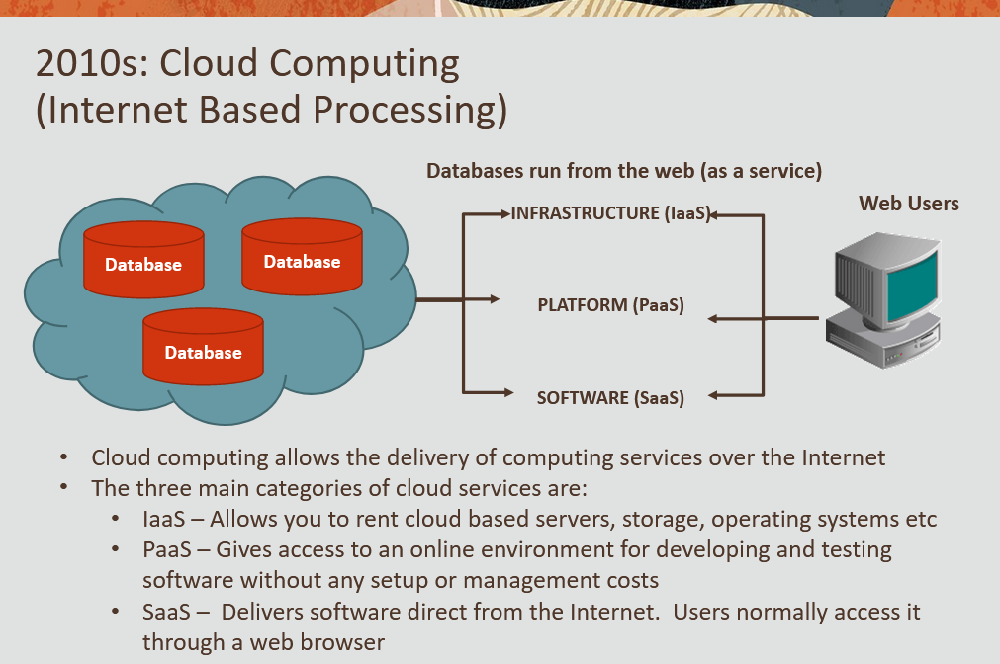 2010s: Cloud Computing
(Internet Based Processing)
Databases run from the web (as a service)
INFRASTRUCTURE (IaaS)
Web Users
Database
Database
PLATFORM (PaaS)
Database
SOFTWARE (SaaS)
• Cloud computing allows the delivery of computing services over the Internet
• The three main categories of cloud services are:
• IaaS – Allows you to rent cloud based servers, storage, operating systems etc
• PaaS – Gives access to an online environment for developing and testing
software without any setup or management costs
• SaaS – Delivers software direct from the Internet. Users normally access it
through a web browser